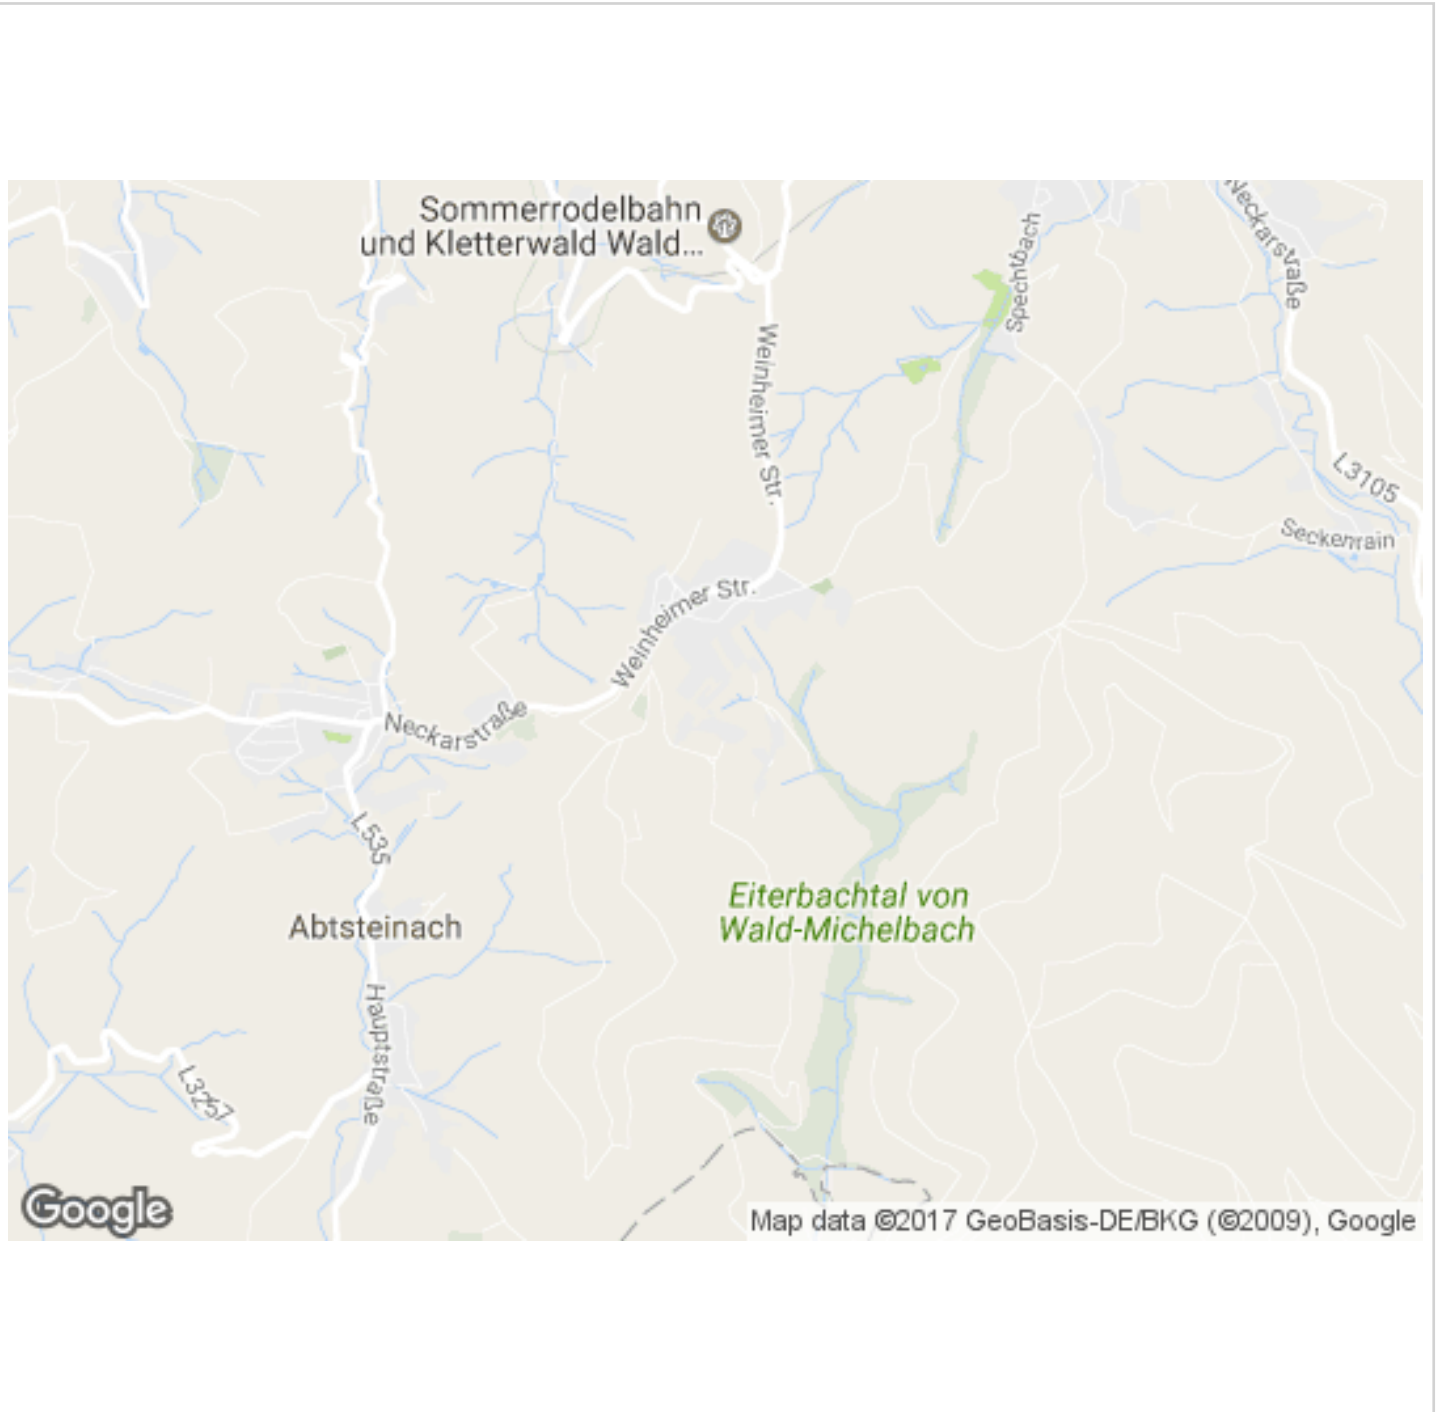 Sommerrodelbahn
und Kletterwald Wald...
Neckarstraße
Spechtbach
Weinheimer Str.
L3105
Seckenrain
Weinheimer Str.
Neckarstraße
L535
Eiterbachtal von
Wald-Michelbach
Abtsteinach
Hauptstraße
L3257
Google
Map data ©2017 GeoBasis-DE/BKG (©2009), Google